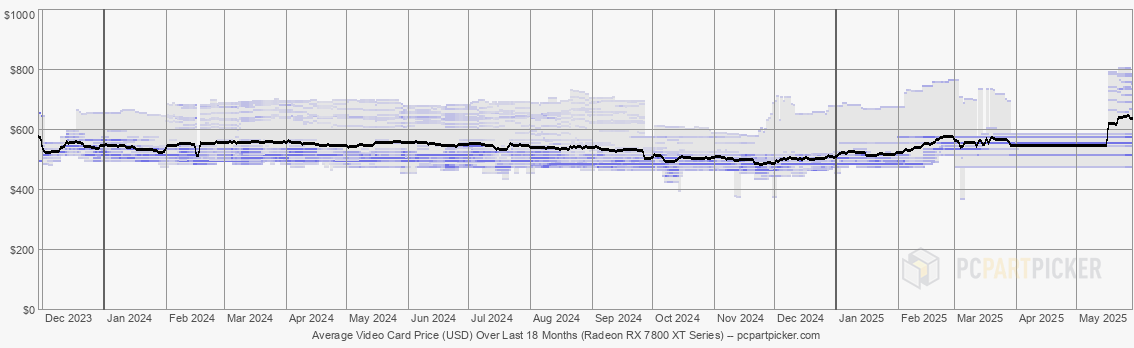 $1000
$800
$600
$400
$200
$0
Dec 2023 Jan 2024 Feb 2024 Mar 2024 Apr 2024 May 2024 Jun 2024 Jul 2024 Aug 2024 Sep 2024 Oct 2024 Nov 2024 Dec 2024 Jan 2025 Feb 2025 Mar 2025 Apr 2025 May 2025
Average Video Card Price (USD) Over Last 18 Months (Radeon RX 7800 XT Series) -- pcpartpicker.com
PCPARTPICKER